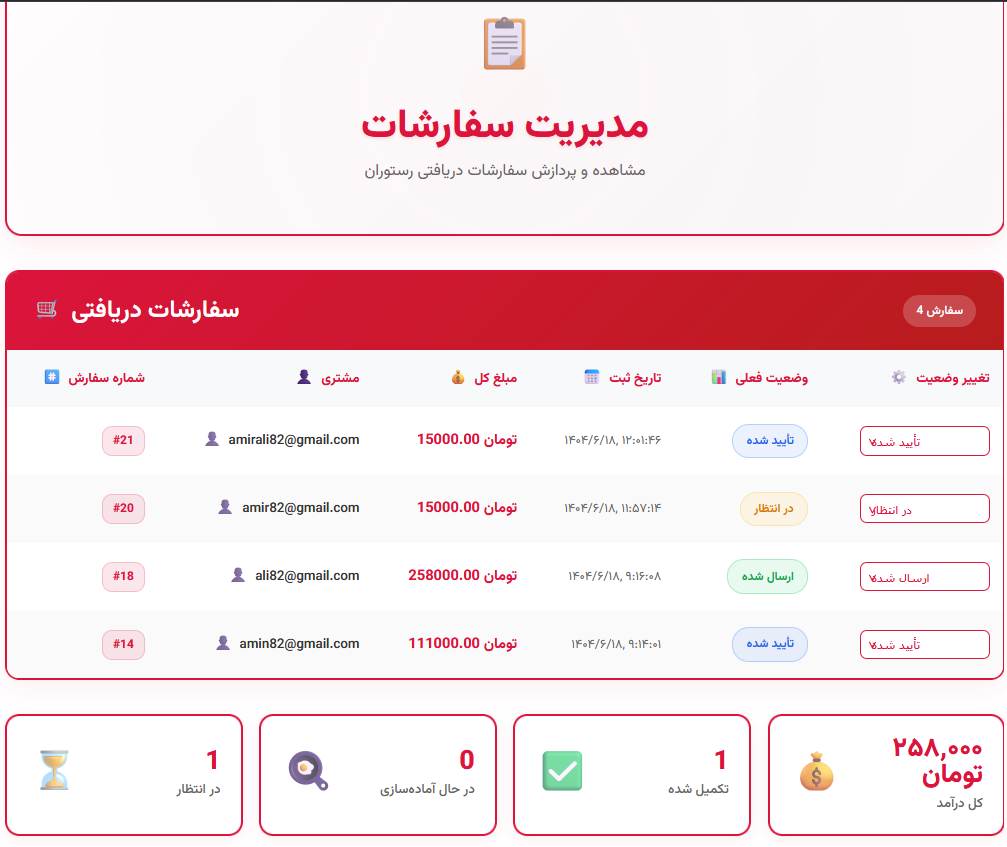 مدیریت سفارشات
مشاهده و پردازش سفارشات دریافتی رستوران
سفارشات دریافتی
سفارش 4
شماره سفارش مشتری مبلغ کل تاریخ ثبت وضعیت فعلی تغییر وضعیت
#21 amirali82@gmail.com 15000.00 تومان ۱۴۰۴/۶/۱۸, ۱۲:۰۱:۴۶ تأیید شده تأیید شده
#20 amir82@gmail.com 15000.00 تومان ۱۴۰۴/۶/۱۸, ۱۱:۵۷:۱۴ در انتظار در انتظار
#18 ali82@gmail.com 258000.00 تومان ۱۴۰۴/۶/۱۸, ۹:۱۶:۰۸ ارسال شده ارسال شده
#14 amin82@gmail.com 111000.00 تومان ۱۴۰۴/۶/۱۸, ۹:۱۴:۰۱ تأیید شده تأیید شده
۲۵۸,۰۰۰
تومان
کل درآمد
1
تکمیل شده
0
در حال آماده‌سازی
1
در انتظار